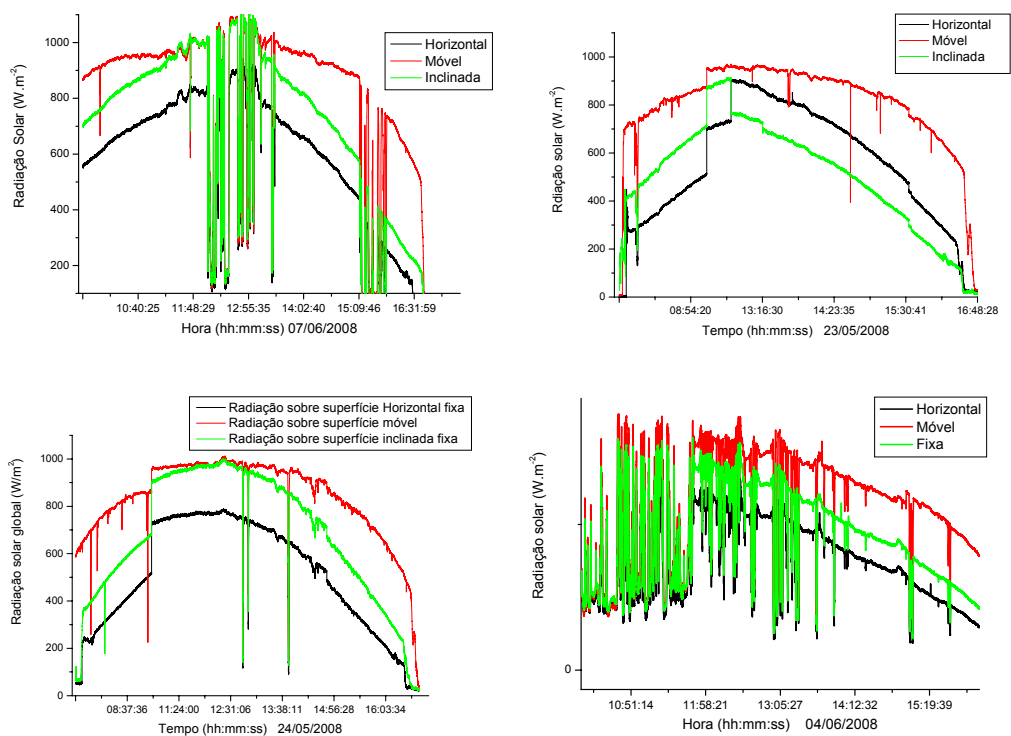 Radiação Solar (W.m-2)
1000
800
600
400
200
Horizontal
Móvel
Inclinada
10:40:25 11:48:29 12:55:35 14:02:40 15:09:46 16:31:59
Hora (hh:mm:ss) 07/06/2008
Rdiação solar (W.m-2)
1000
800
600
400
200
0
Horizontal
Móvel
Inclinada
08:54:20 13:16:30 14:23:35 15:30:41 16:48:28
Tempo (hh:mm:ss) 23/05/2008
Radiação solar global (W/m2)
1000
800
600
400
200
0
Radiação sobre superfície Horizontal fixa
Radiação sobre superfície móvel
Radiação sobre superfície inclinada fixa
08:37:36 11:24:00 12:31:06 13:38:11 14:56:28 16:03:34
Tempo (hh:mm:ss) 24/05/2008
Radiação solar (W.m-2)
0
Horizontal
Móvel
Fixa
10:51:14 11:58:21 13:05:27 14:12:32 15:19:39
Hora (hh:mm:ss) 04/06/2008